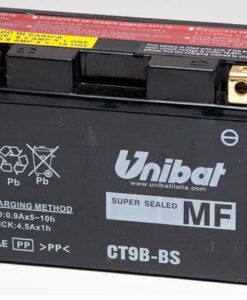 Unibat
www.unibatitalia.com
Pb Pb
SUPER SEALED MF
CHARGING METHOD
D:0.9Ax5~10h
ICK:4.5Ax1h
PP >PP<
CT9B-BS